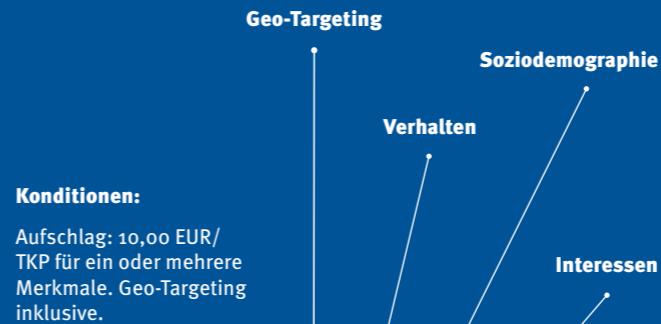 Geo-Targeting
Soziodemographie
Verhalten
Konditionen:
Aufschlag: 10,00 EUR/
TKP für ein oder mehrere
Merkmale. Geo-Targeting
inklusive.
Interessen